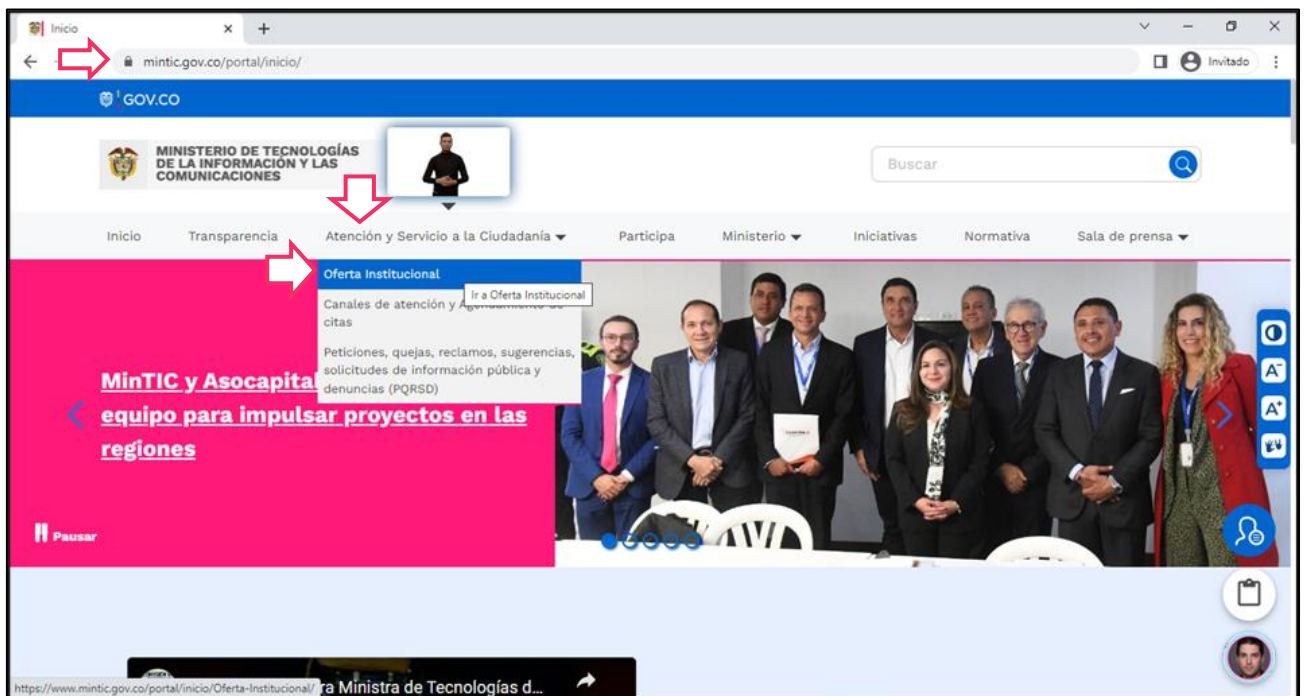 Inicio
mintic.gov.co/portal/inicio/
Invitado
GOV.CO
MINISTERIO DE TECNOLOGÍAS
DE LA INFORMACIÓN Y LAS
COMUNICACIONES
Buscar
Inicio Transparencia Atención y Servicio a la Ciudadanía Participa Ministerio Iniciativas Normativa Sala de prensa
Oferta Institucional
Ir a Oferta Institucional
Canales de atención y
citas
Peticiones, quejas, reclamos, sugerencias,
solicitudes de información pública y
denuncias (PQRSD)
MinTIC y Asocapital
equipo para impulsar proyectos en las
regiones
A-
A+
Pausar
ra Ministra de Tecnologías d...
https://www.mintic.gov.co/portal/inicio/Oferta-Institucional/